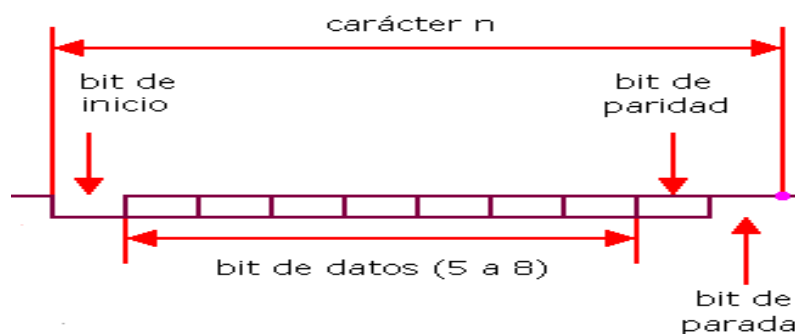 carácter n
bit de
inicio
bit de
paridad
bit de datos (5 a 8)
bit de
parada